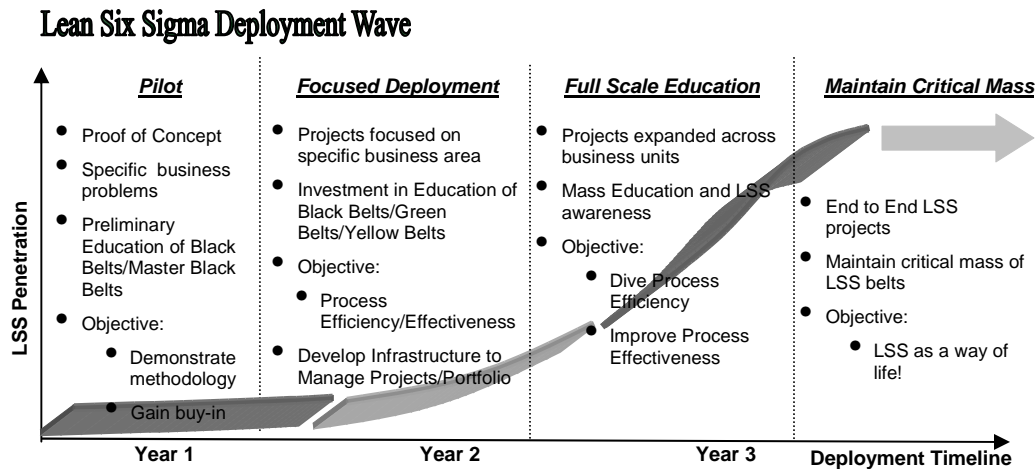 Lean Six Sigma Deployment Wave
LSS Penetration
Pilot
• Proof of Concept
• Specific business
problems
• Preliminary
Education of Black
Belts/Master Black
Belts
• Objective:
• Demonstrate
methodology
• Gain buy-in
Focused Deployment
• Projects focused on
specific business area
• Investment in Education of
Black Belts/Green
Belts/Yellow Belts
• Objective:
• Process
Efficiency/Effectiveness
• Develop Infrastructure to
Manage Projects/Portfolio
Full Scale Education
• Projects expanded across
business units
• Mass Education and LSS
awareness
• Objective:
• Dive Process
Efficiency
• Improve Process
Effectiveness
Maintain Critical Mass
• End to End LSS
projects
• Maintain critical mass of
LSS belts
• Objective:
• LSS as a way of
life!
Year 1
Year 2
Year 3
Deployment Timeline